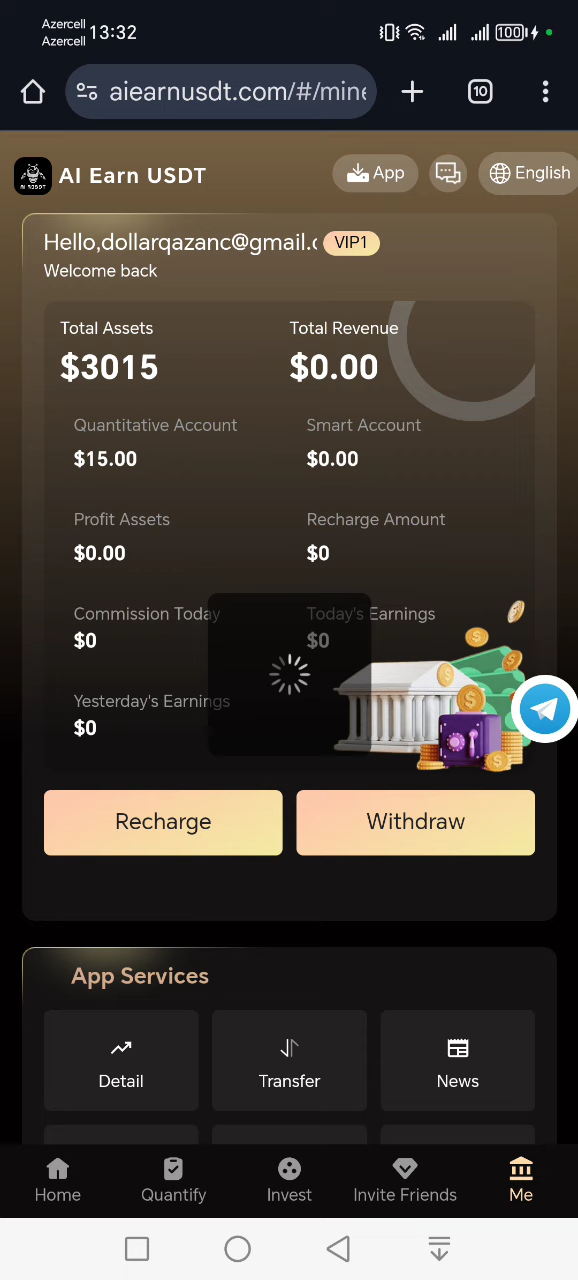 Azercell
Azercell
13:32
100
aiearnusdt.com/#/mine
10
AI ROBOT
AI Earn USDT
App
English
Hello,dollarqazanc@gmail.c
VIP1
Welcome back
Total Assets
Total Revenue
$3015
$0.00
Quantitative Account
Smart Account
$15.00
$0.00
Profit Assets
Recharge Amount
$0.00
$0
Commission Today
Today's Earnings
$0
$0
Yesterday's Earnings
$0
Recharge
Withdraw
App Services
Detail
Transfer
News
Home
Quantify
Invest
Invite Friends
Me